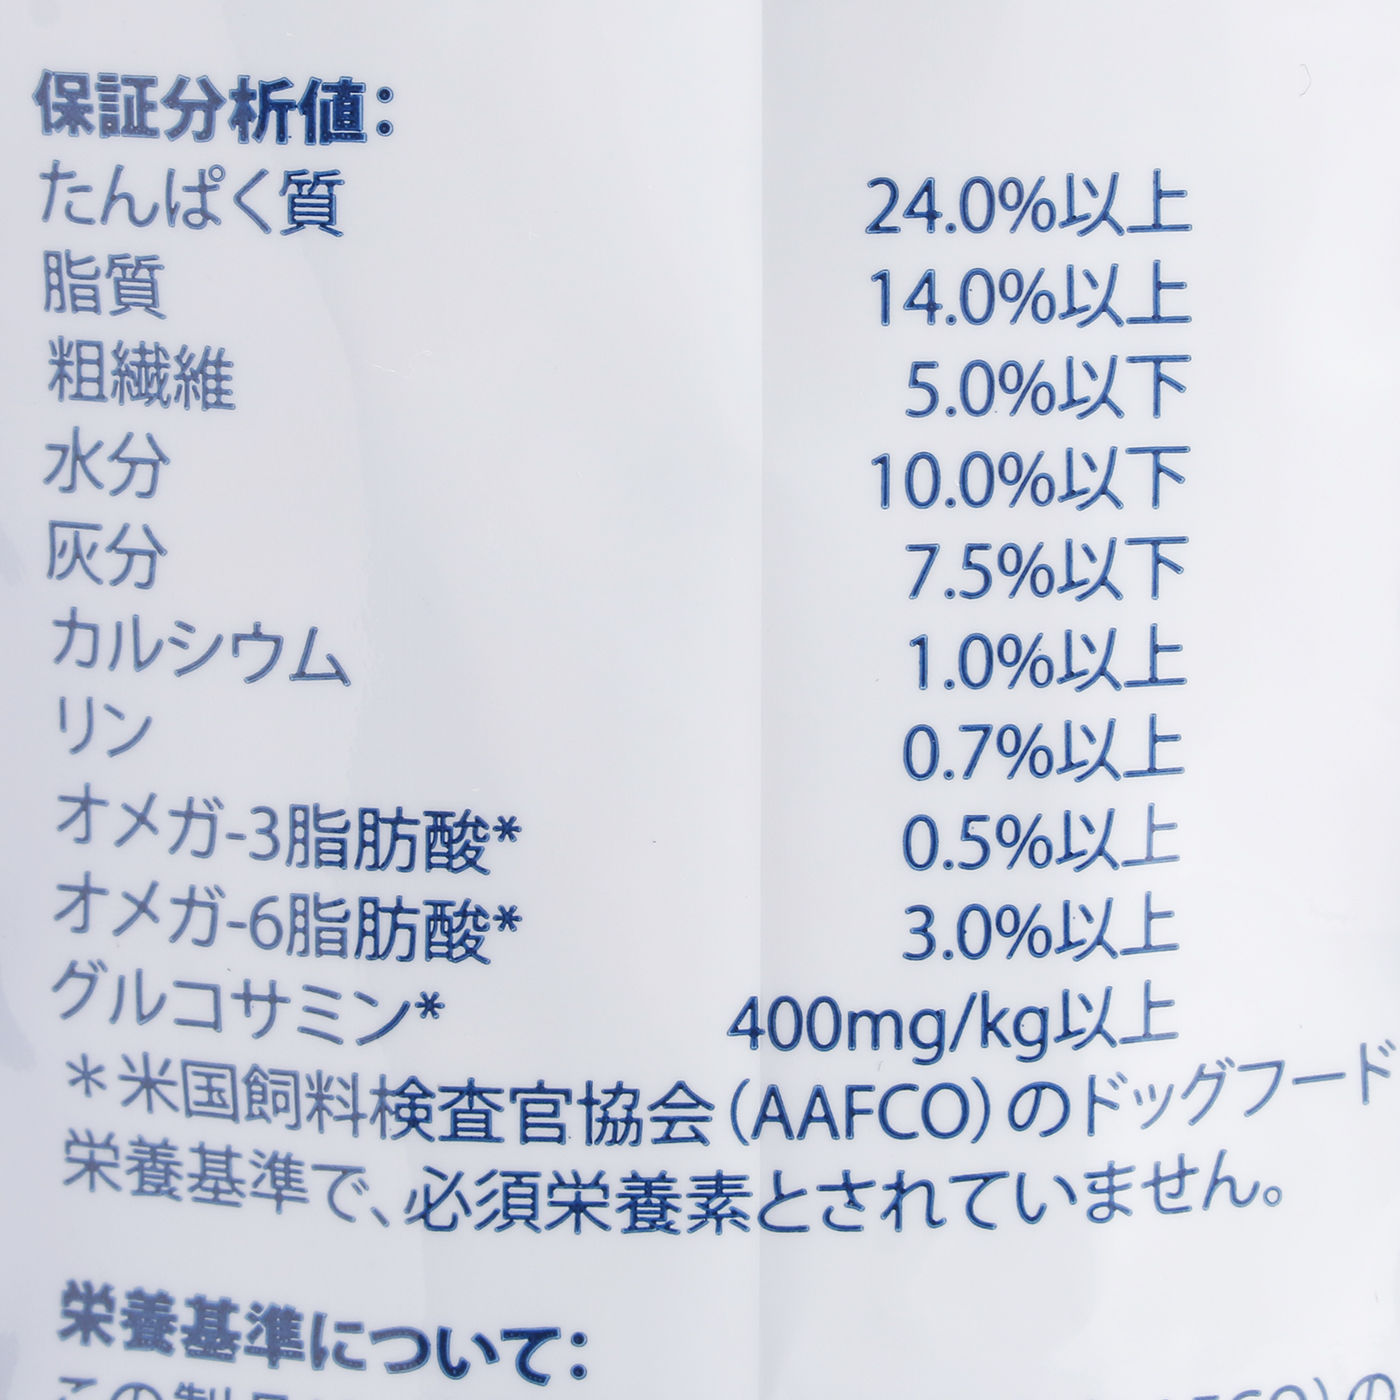 保証分析値：
たんぱく質 24.0%以上
脂質 14.0%以上
粗繊維 5.0%以下
水分 10.0%以下
灰分 7.5%以下
カルシウム 1.0%以上
リン 0.7%以上
オメガ-3脂肪酸* 0.5%以上
オメガ-6脂肪酸* 3.0%以上
グルコサミン* 400mg/kg以上
＊米国飼料検査官協会（AAFCO）のドッグフード
栄養基準で、必須栄養素とされていません。
栄養基準について：